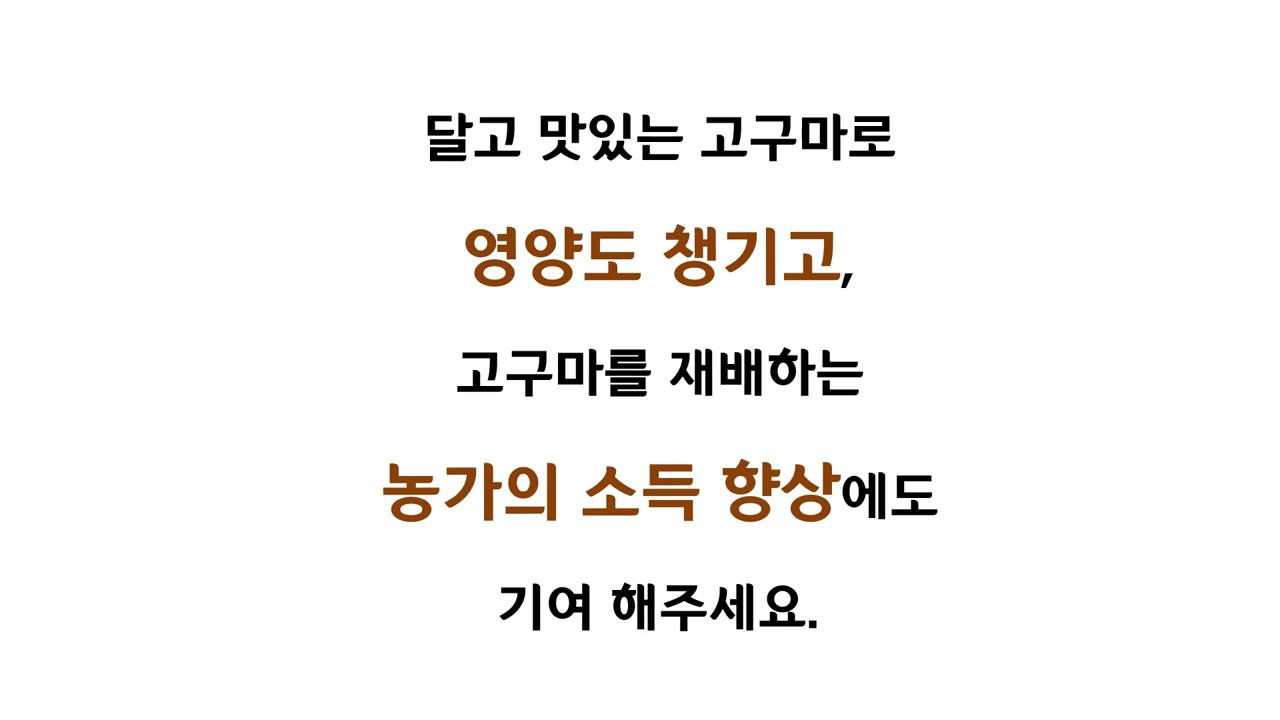 달고 맛있는 고구마로
영양도 챙기고,
고구마를 재배하는
농가의 소득 향상에도
기여 해주세요.